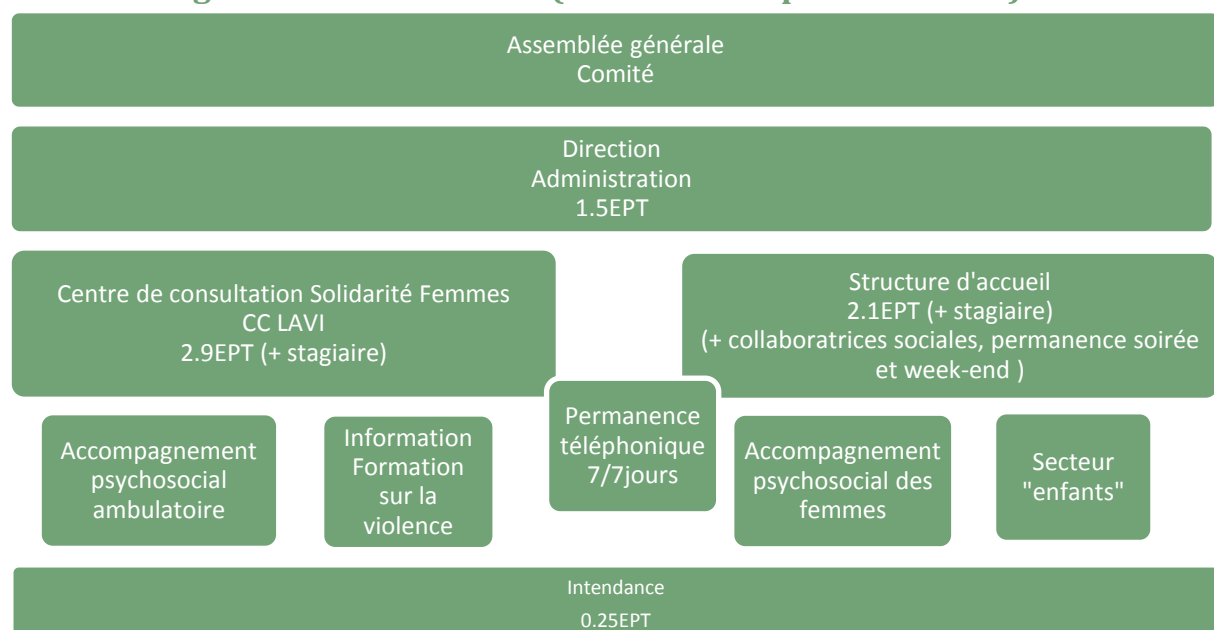 Assemblée générale
Comité
Direction
Administration
1.5EPT
Centre de consultation Solidarité Femmes
CC LAVI
2.9EPT (+ stagiaire)
Structure d'accueil
2.1EPT (+ stagiaire)
(+ collaboratrices sociales, permanence soirée
et week-end )
Accompagnement
psychosocial
ambulatoire
Information
Formation
sur la
violence
Permanence
téléphonique
7/7jours
Accompagnement
psychosocial des
femmes
Secteur
"enfants"
Intendance
0.25EPT